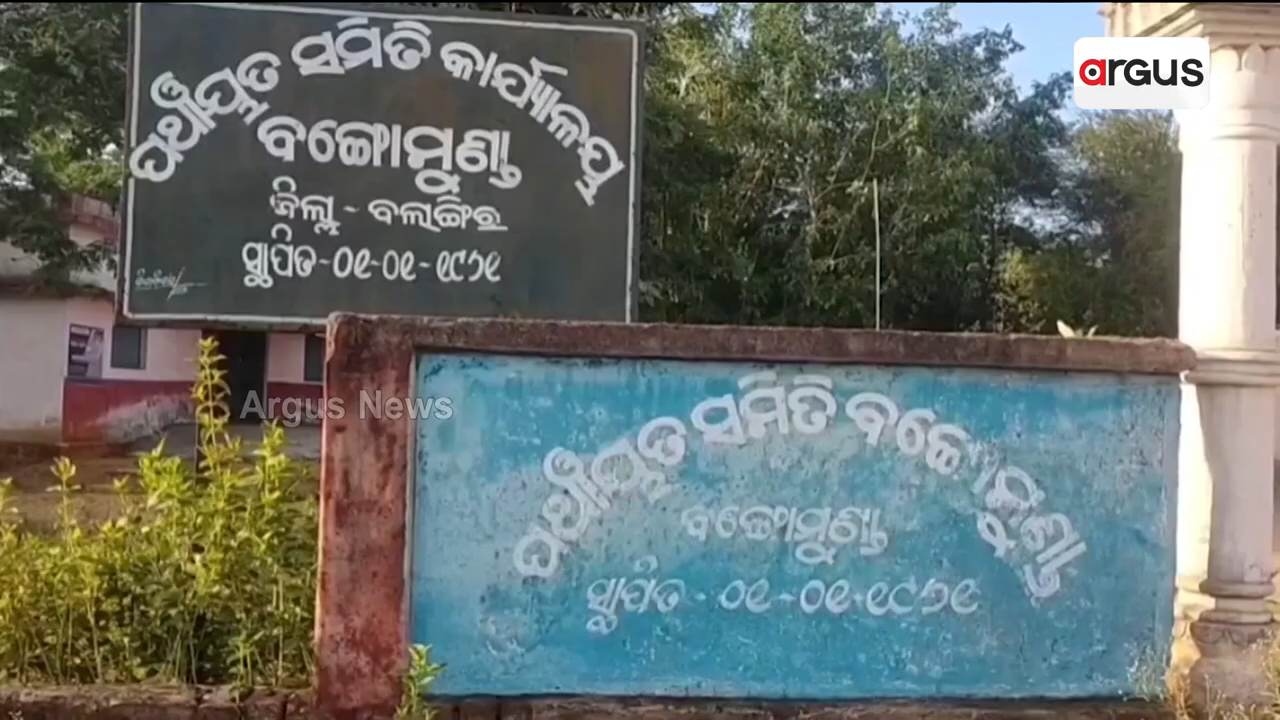 ପଞ୍ଚାୟତ ସମିତି କାର୍ଯ୍ୟାଳୟ
ବଙ୍ଗୋମୁଣ୍ଡା
ଜିଲ୍ଲା - ବଲାଙ୍ଗିର
ସ୍ଥାପିତ-୦୧-୦୧-୧୯୬୧
argus
Argus News
ପଞ୍ଚାୟତ ସମିତି ବଙ୍ଗୋମୁଣ୍ଡା
ବଙ୍ଗୋମୁଣ୍ଡା
ସ୍ଥାପିତ - ୦୧-୦୧-୧୯୬୧